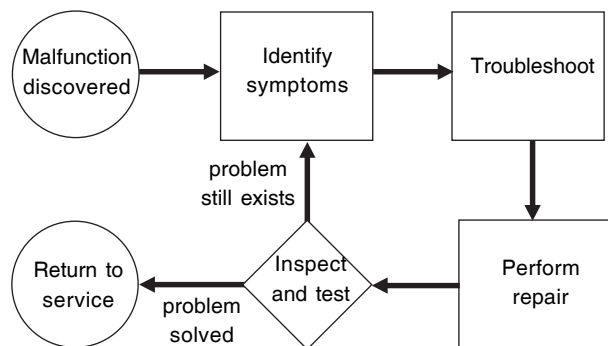 Malfunction
discovered
Identify
symptoms
Troubleshoot
problem
still exists
Return to
service
problem
solved
Inspect
and test
Perform
repair